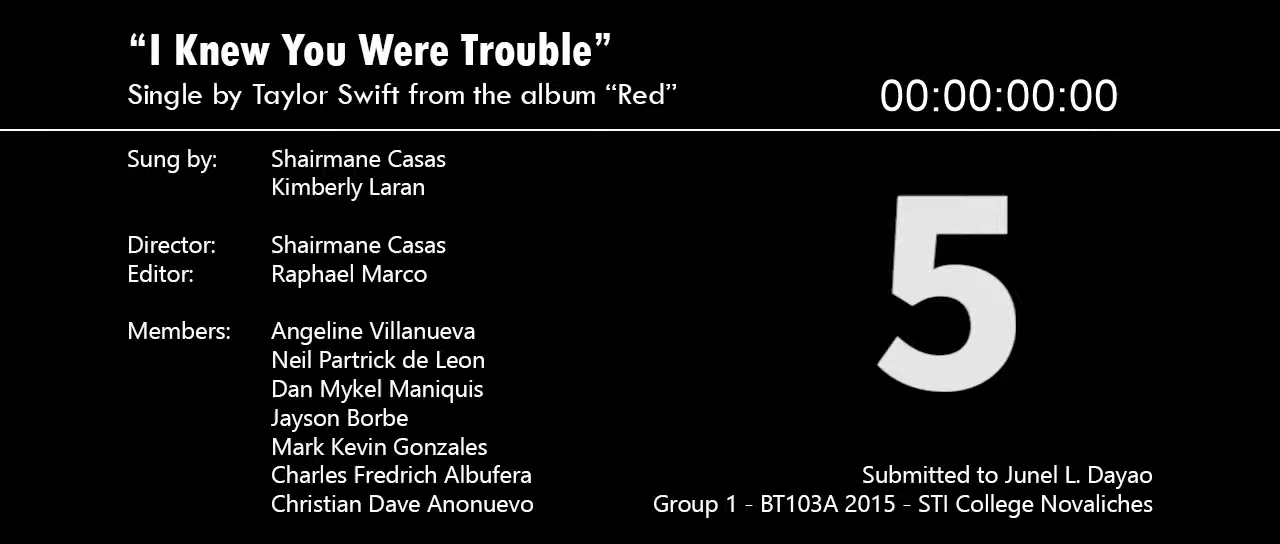 “I Knew You Were Trouble”
Single by Taylor Swift from the album “Red”
00:00:00:00
Sung by: Shairmane Casas
Kimberly Laran
Director: Shairmane Casas
Editor: Raphael Marco
Members: Angeline Villanueva
Neil Partrick de Leon
Dan Mykel Maniquis
Jayson Borbe
Mark Kevin Gonzales
Charles Fredrich Albufera
Christian Dave Anonuevo
5
Submitted to Junel L. Dayao
Group 1 - BT103A 2015 - STI College Novaliches